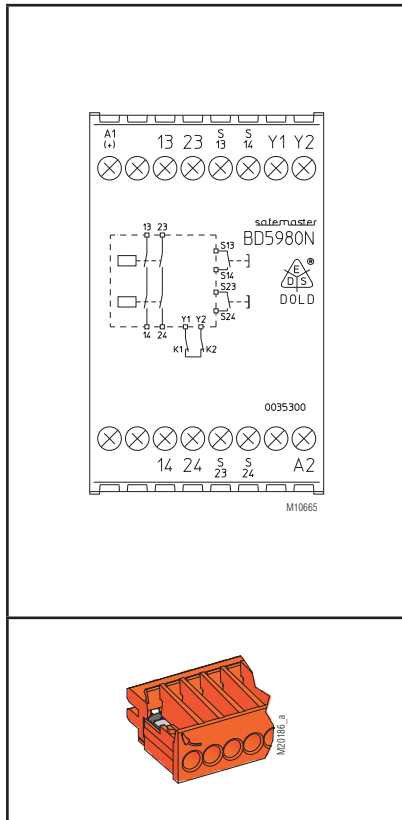 A1 (+) 13 23 S 13 S 14 Y1 Y2
safemaster
BD5980N
13 23
S13
S14
S23
S24
E D S ®
DOLD
14 24
Y1 Y2
K1 K2
0035300
14 24 S 23 S 24 A2
M10665
M20186_a